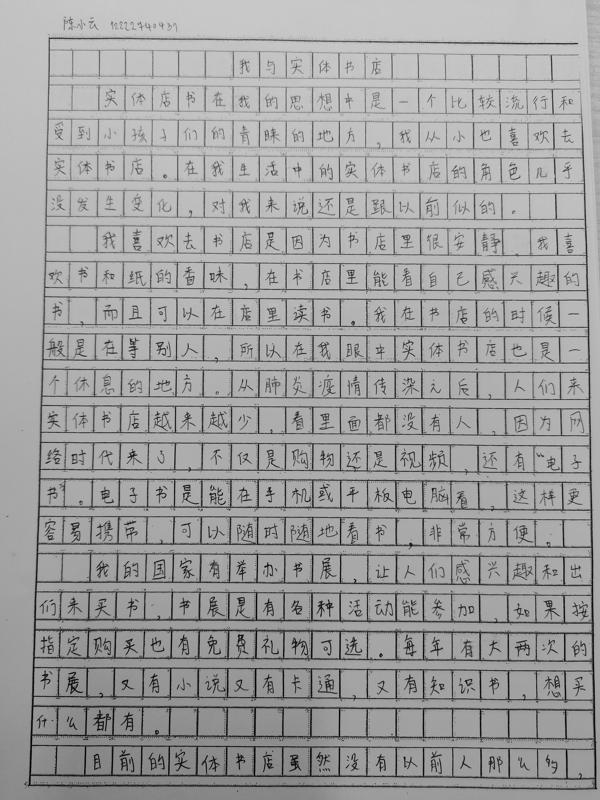 陈小云 12222740439
我与实体书店
实体店书在我的思想中是一个比较流行和
受到小孩子们的青睐的地方，我从小也喜欢去
实体书店。在我生活中的实体书店的角色几乎
没发生变化，对我来说还是跟以前似的。
我喜欢去书店是因为书店里很安静。我喜
欢书和纸的香味，在书店里能看自己感兴趣的
书，而且可以在店里读书。我在书店的时候一
般是在等别人，所以在我眼中实体书店也是一
个休息的地方。从肺炎疫情传染之后，人们来
实体书店越来越少，看里面都没有人，因为网
络时代来了，不仅是购物还是视频，还有“电子
书”。电子书是能在手机或平板电脑看，这样更
容易携带，可以随时随地看书，非常方便。
我的国家有举办书展，让人们感兴趣和出
们来买书，书展是有各种活动能参加，如果按
指定购买也有免费礼物可选。每年有大两次的
书展，又有小说又有卡通，又有知识书，想买
什么都有。
目前的实体书店虽然没有以前人那么多，